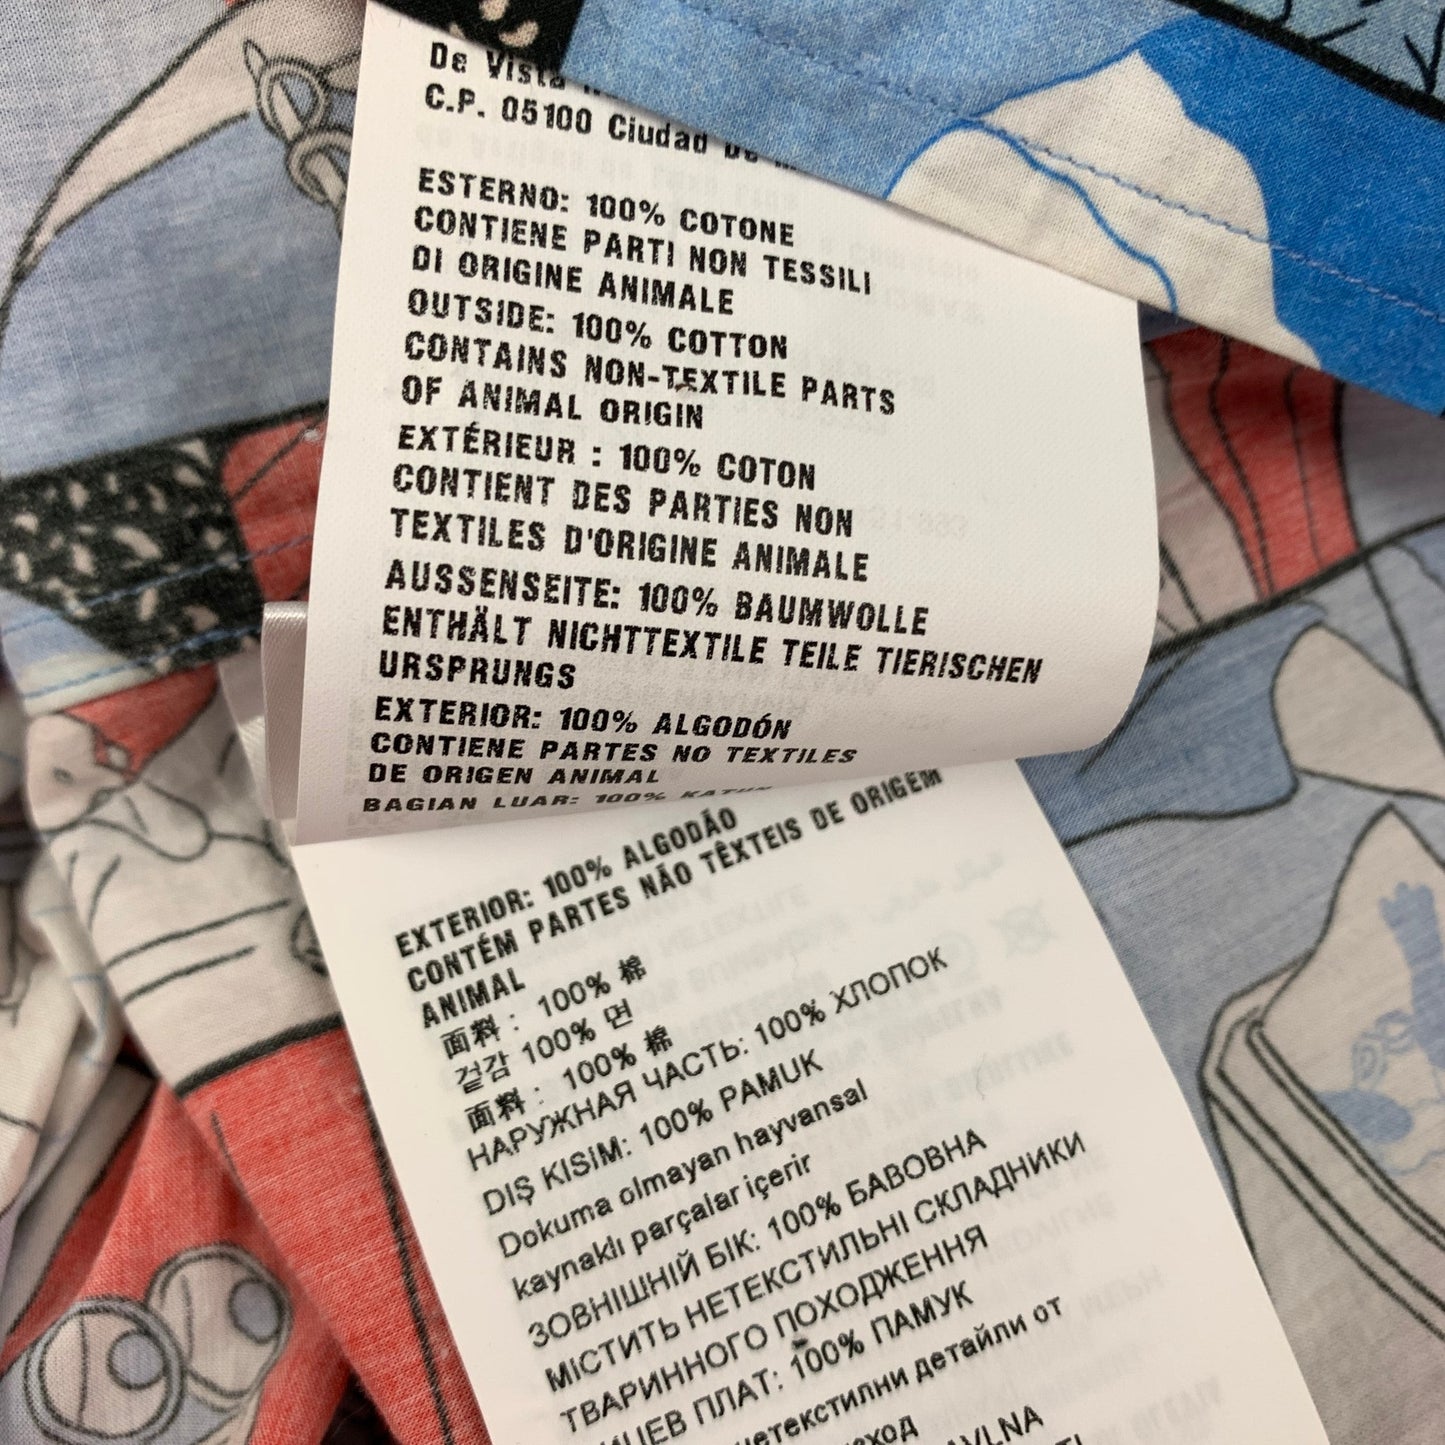 De Vista
C.P. 05100 Ciudad De
ESTERNO: 100% COTONE
CONTIENE PARTI NON TESSILI
DI ORIGINE ANIMALE
OUTSIDE: 100% COTTON
CONTAINS NON-TEXTILE PARTS
OF ANIMAL ORIGIN
EXTÉRIEUR : 100% COTON
CONTIENT DES PARTIES NON
TEXTILES D'ORIGINE ANIMALE
AUSSENSEITE: 100% BAUMWOLLE
ENTHÄLT NICHTTEXTILE TEILE TIERISCHEN
URSPRUNGS
EXTERIOR: 100% ALGODÓN
CONTIENE PARTES NO TEXTILES
DE ORIGEN ANIMAL
BAGIAN LUAR: 100% KATUN
EXTERIOR: 100% ALGODÃO
CONTÉM PARTES NÃO TÊXTEIS DE ORIGEM
ANIMAL
面料： 100% 棉
겉감 100% 면
面料： 100% 棉
НАРУЖНАЯ ЧАСТЬ: 100% ХЛОПОК
DIŞ KISIM: 100% PAMUK
Dokuma olmayan hayvansal
kaynaklı parçalar içerir
ЗОВНІШНІЙ БІК: 100% БАВОВНА
МІСТИТЬ НЕТЕКСТИЛЬНІ СКЛАДНИКИ
ТВАРИННОГО ПОХОДЖЕННЯ
ПЛАТ: 100% ПАМУК
нетекстилни детайли от